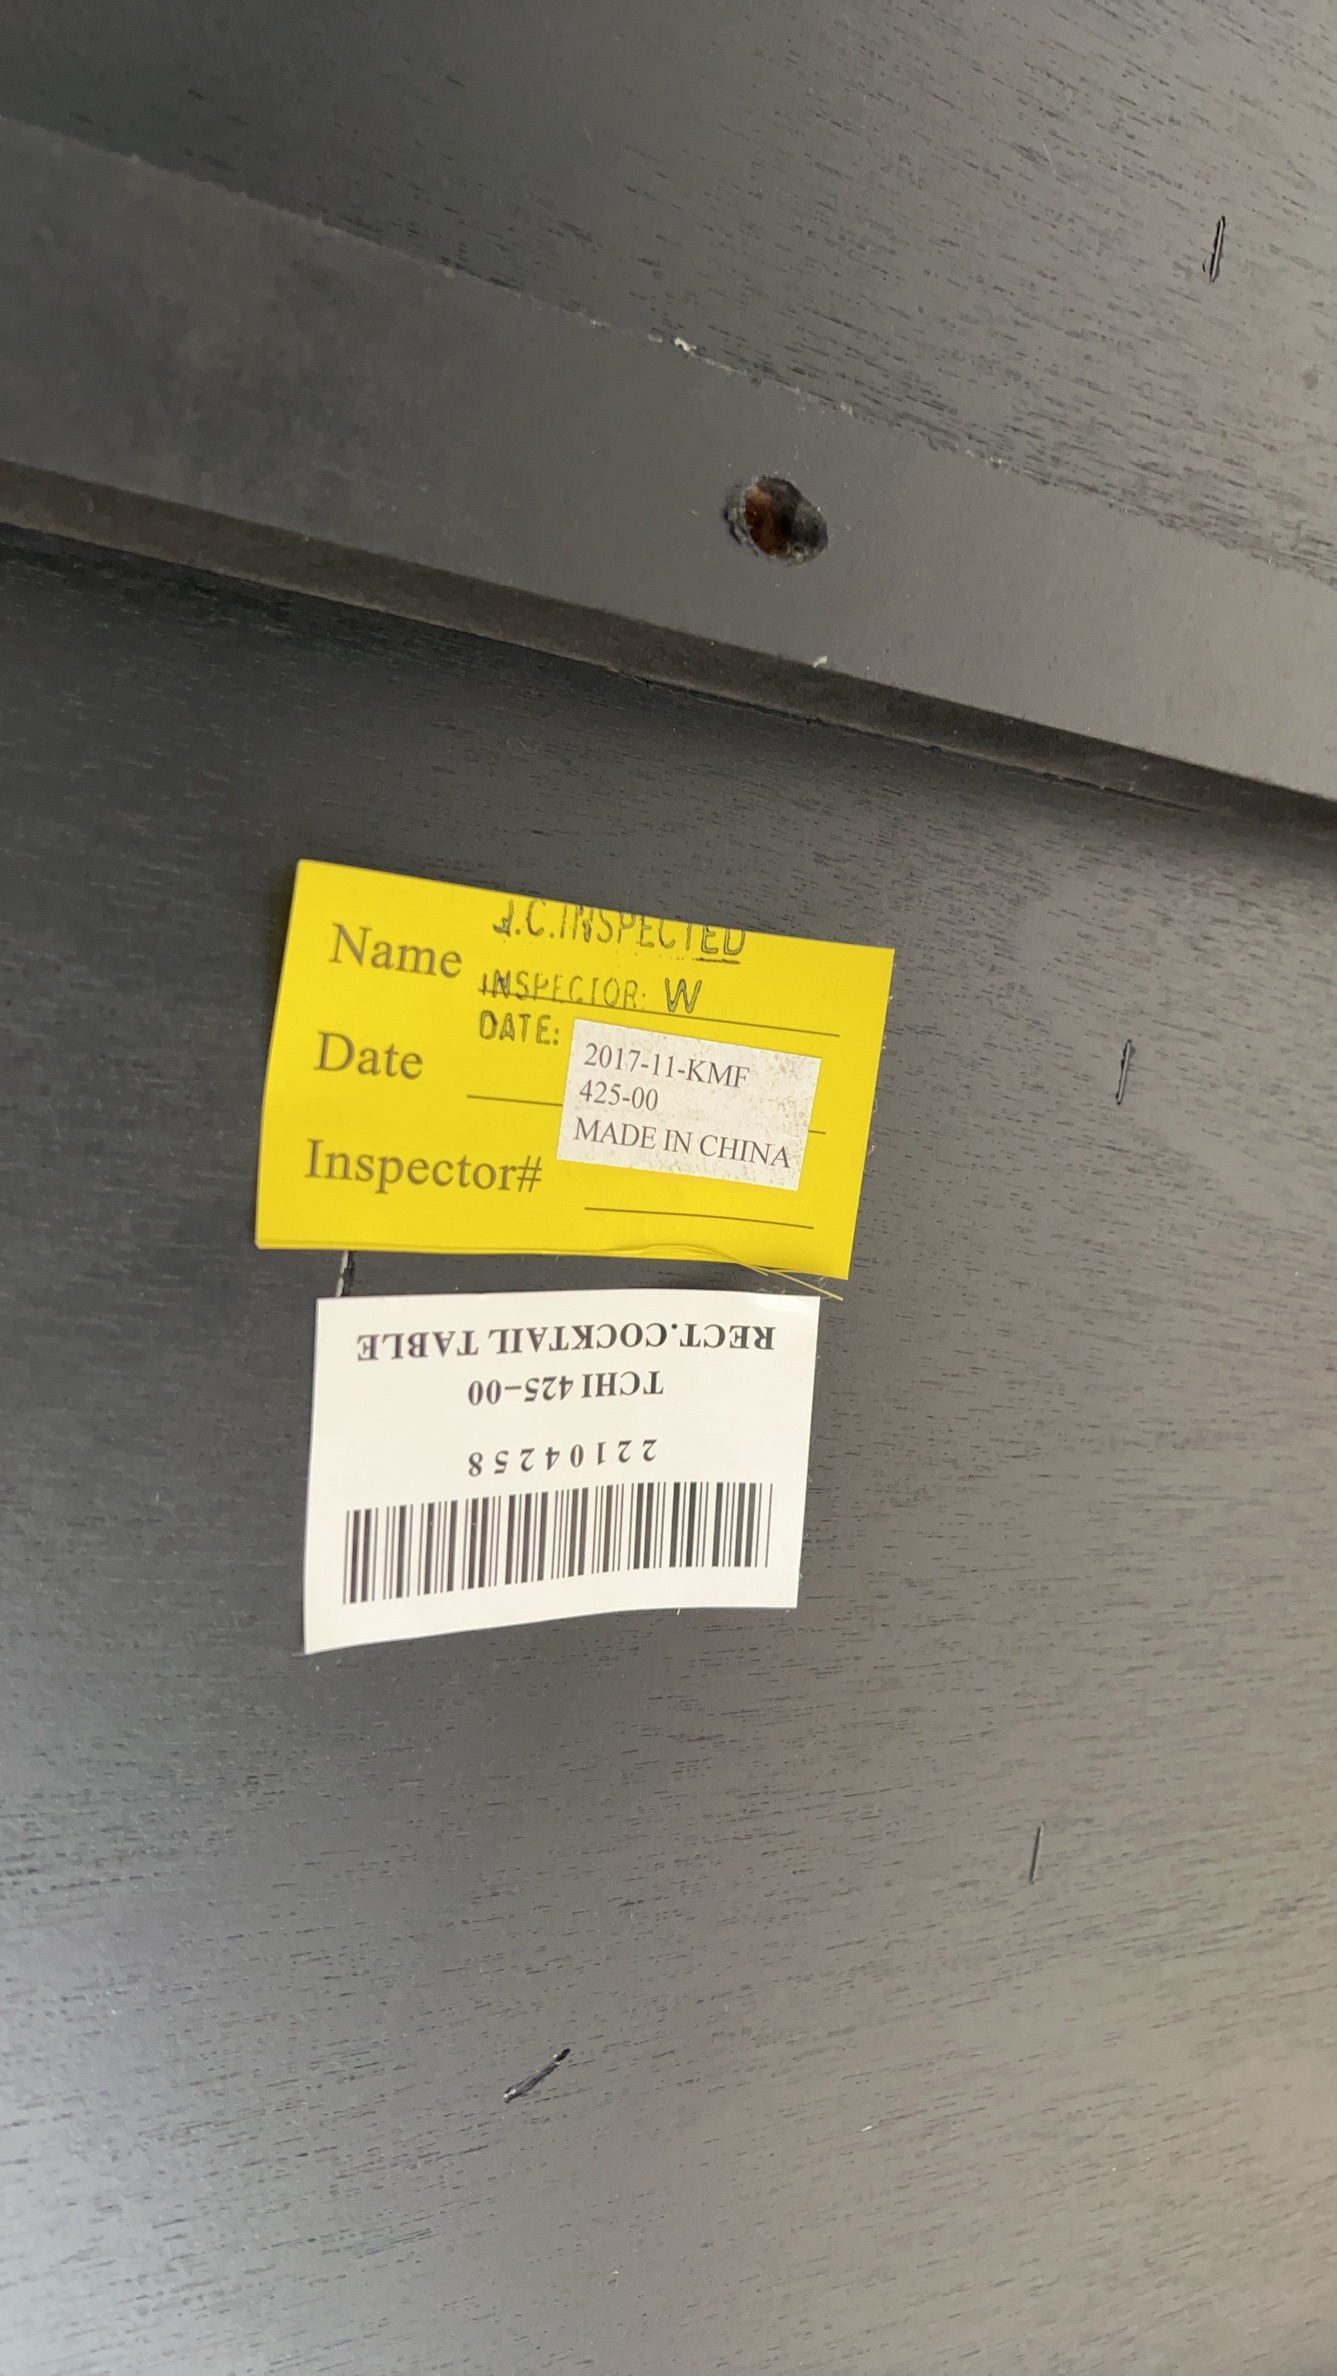 J.C.INSPECTED
Name
INSPECTOR: W
DATE:
Date
2017-11-KMF
425-00
MADE IN CHINA
Inspector#
RECT.COCKTAIL TABLE
TCHI 425-00
22104258